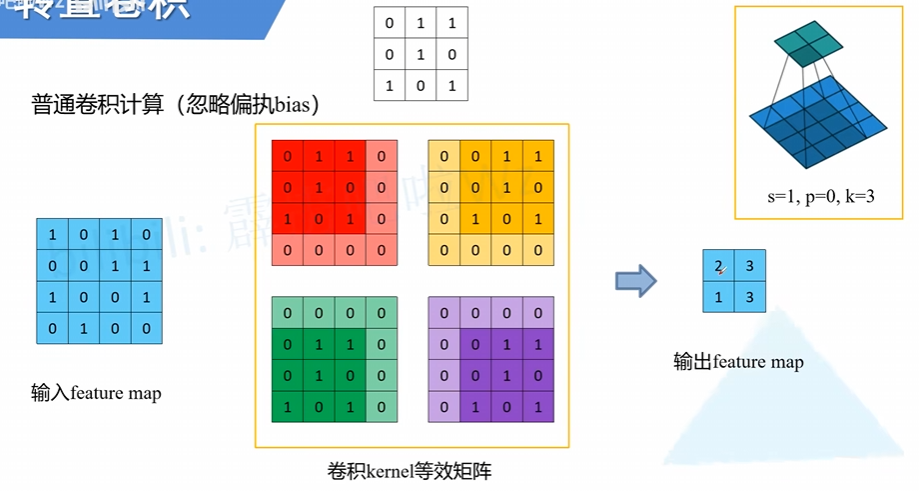 转置卷积
0 1 1
0 1 0
1 0 1
普通卷积计算（忽略偏执bias）
0 1 1 0
0 1 0 0
1 0 1 0
0 0 0 0
0 0 1 1
0 0 1 0
0 1 0 1
0 0 0 0
s=1, p=0, k=3
1 0 1 0
0 0 1 1
1 0 0 1
0 1 0 0
bilibili: 霹
啦W
0 0 0 0
0 1 1 0
0 1 0 0
1 0 1 0
0 0 0 0
0 0 1 1
0 0 1 0
0 1 0 1
2 3
1 3
输入feature map
输出feature map
卷积kernel等效矩阵